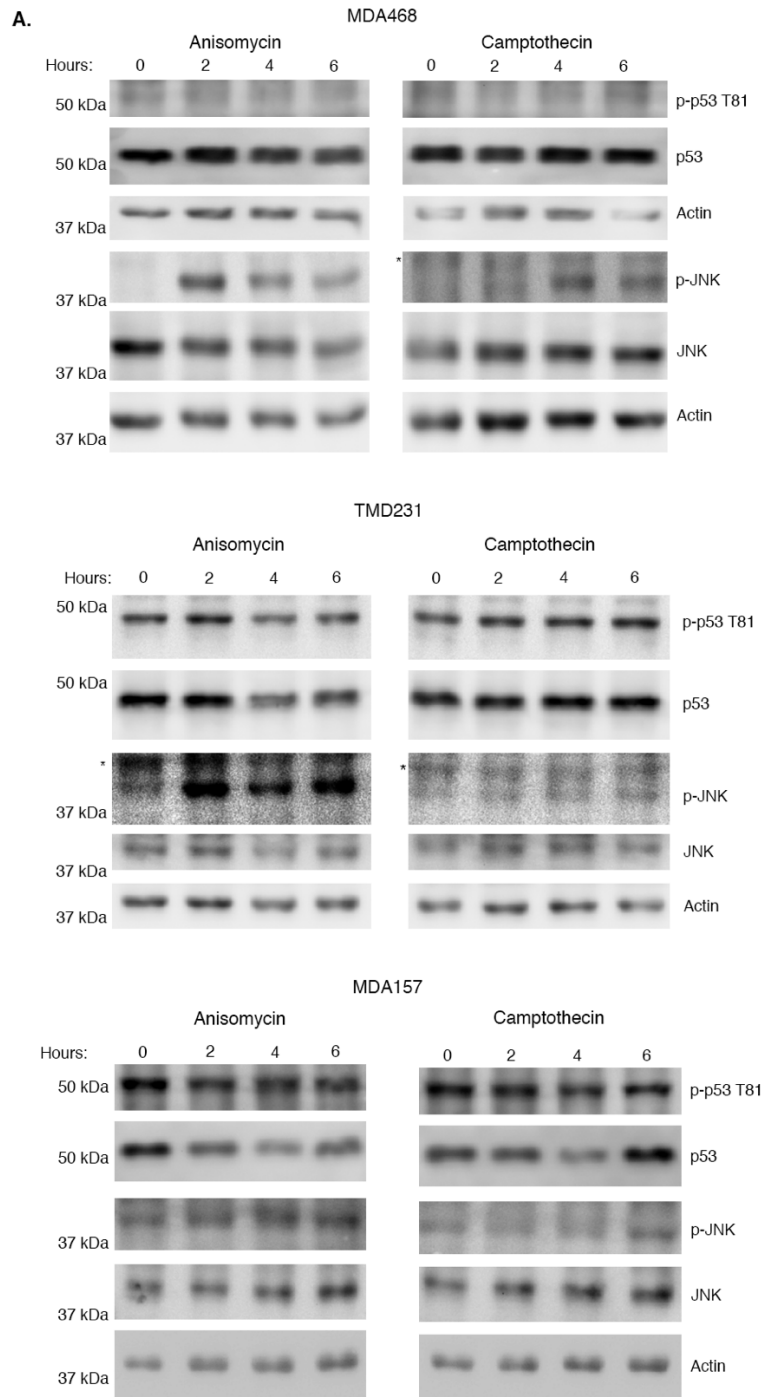 A.
MDA468
Anisomycin Camptothecin
Hours: 0 2 4 6 0 2 4 6
50 kDa p-p53 T81
50 kDa p53
37 kDa Actin
* p-JNK
37 kDa
37 kDa JNK
37 kDa Actin
TMD231
Anisomycin Camptothecin
Hours: 0 2 4 6 0 2 4 6
50 kDa p-p53 T81
50 kDa p53
* * p-JNK
37 kDa
37 kDa JNK
37 kDa Actin
MDA157
Anisomycin Camptothecin
Hours: 0 2 4 6 0 2 4 6
50 kDa p-p53 T81
50 kDa p53
37 kDa p-JNK
37 kDa JNK
37 kDa Actin